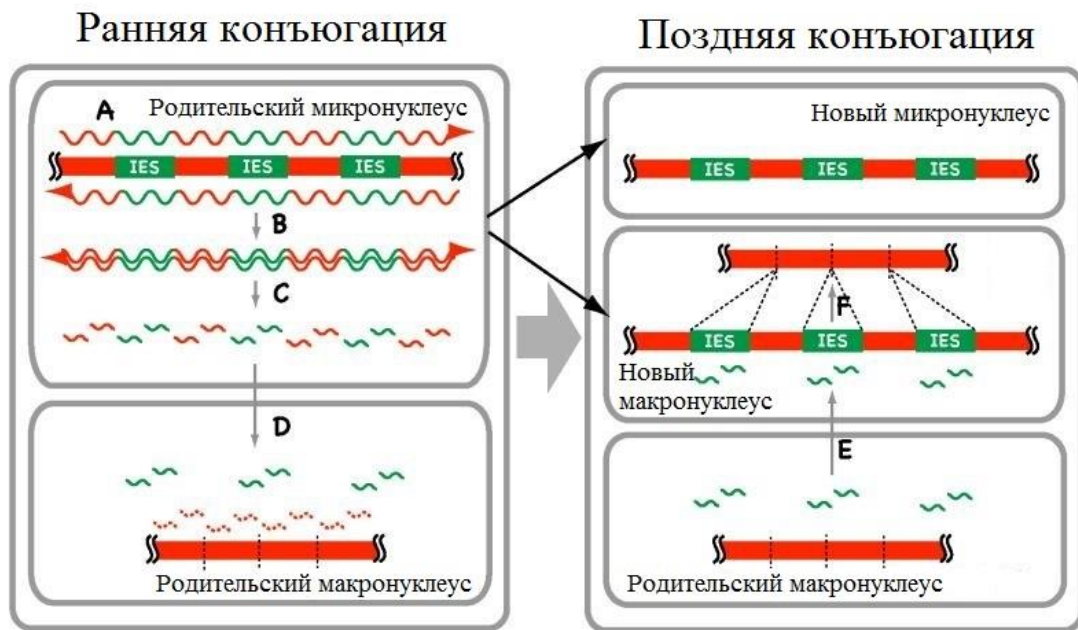 Ранняя конъюгация
A
Родительский микронуклеус
IES IES IES
B
C
D
Родительский макронуклеус
Поздняя конъюгация
Новый микронуклеус
IES IES IES
F
IES IES IES
Новый
макронуклеус
E
Родительский макронуклеус